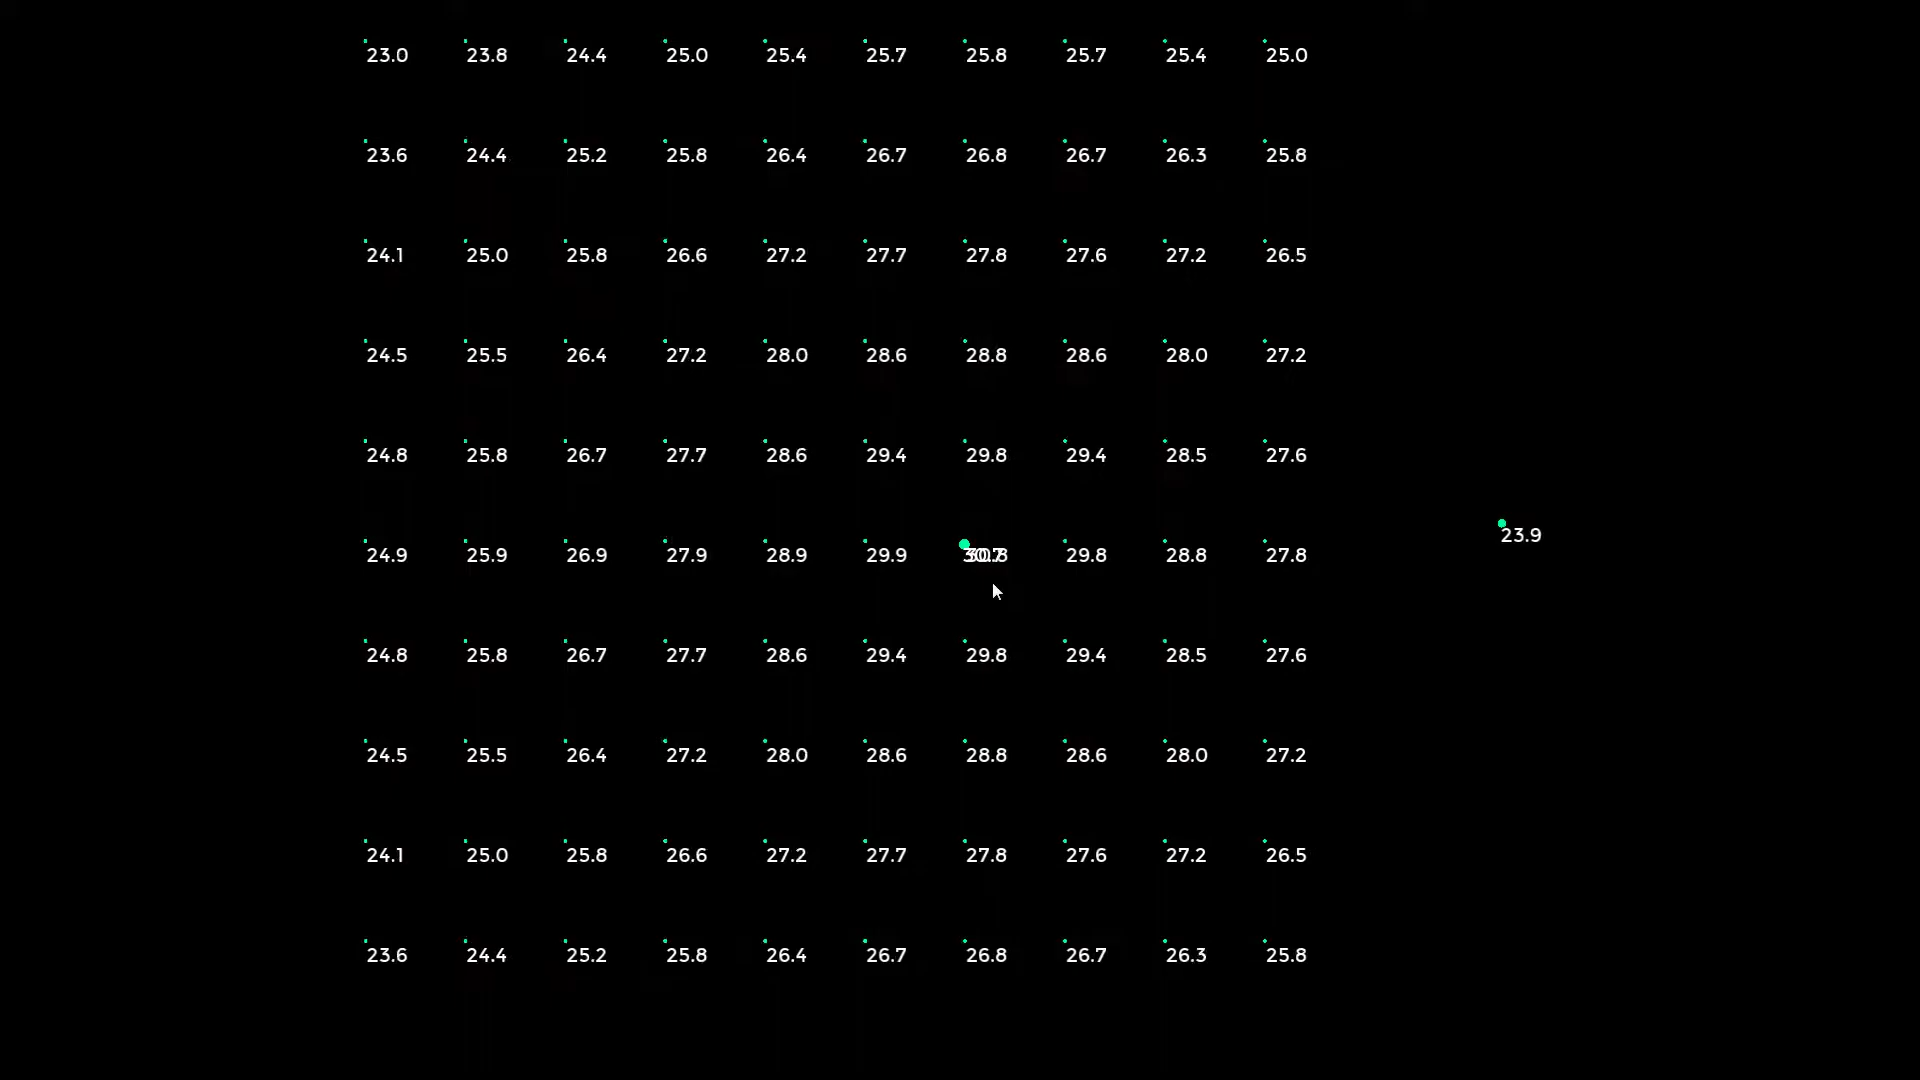 23.0 23.8 24.4 25.0 25.4 25.7 25.8 25.7 25.4 25.0
23.6 24.4 25.2 25.8 26.4 26.7 26.8 26.7 26.3 25.8
24.1 25.0 25.8 26.6 27.2 27.7 27.8 27.6 27.2 26.5
24.5 25.5 26.4 27.2 28.0 28.6 28.8 28.6 28.0 27.2
24.8 25.8 26.7 27.7 28.6 29.4 29.8 29.4 28.5 27.6
23.9
24.9 25.9 26.9 27.9 28.9 29.9 29.8 28.8 27.8
24.8 25.8 26.7 27.7 28.6 29.4 29.8 29.4 28.5 27.6
24.5 25.5 26.4 27.2 28.0 28.6 28.8 28.6 28.0 27.2
24.1 25.0 25.8 26.6 27.2 27.7 27.8 27.6 27.2 26.5
23.6 24.4 25.2 25.8 26.4 26.7 26.8 26.7 26.3 25.8